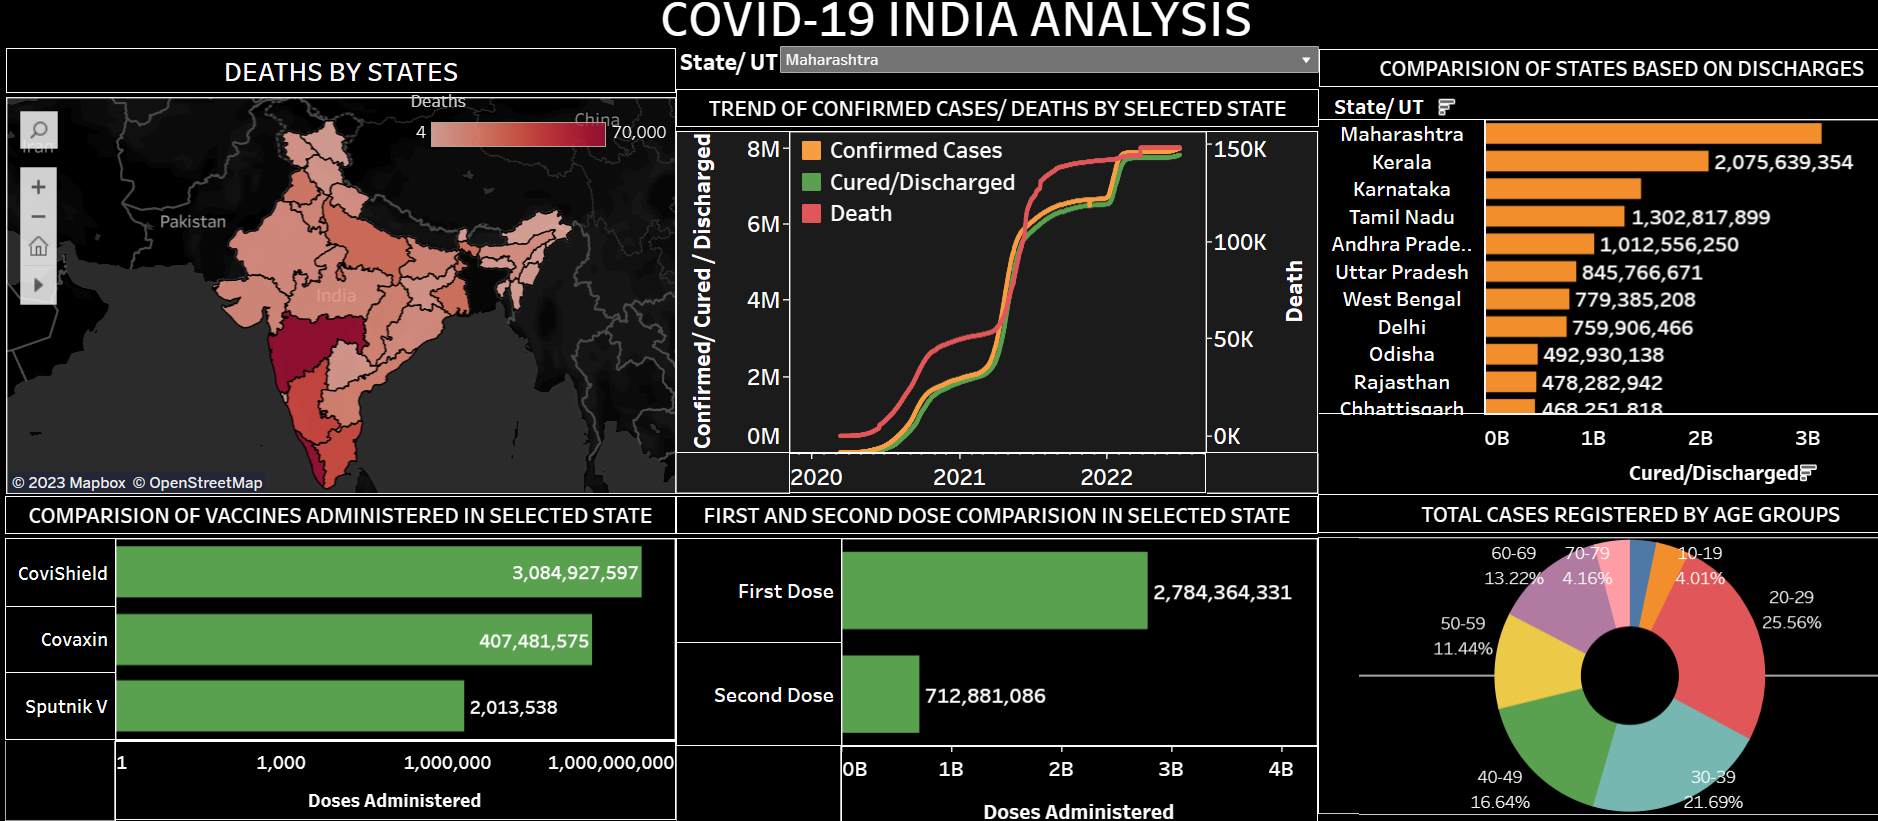 COVID-19 INDIA ANALYSIS
DEATHS BY STATES
Deaths
4
70,000
China
Iran
Pakistan
India
© 2023 Mapbox © OpenStreetMap
State/ UT
Maharashtra
TREND OF CONFIRMED CASES/ DEATHS BY SELECTED STATE
Confirmed/ Cured / Discharged
8M
6M
4M
2M
0M
Confirmed Cases
Cured/Discharged
Death
150K
100K
50K
0K
Death
2020
2021
2022
COMPARISION OF STATES BASED ON DISCHARGES
State/ UT
Maharashtra
Kerala 2,075,639,354
Karnataka
Tamil Nadu 1,302,817,899
Andhra Prade.. 1,012,556,250
Uttar Pradesh 845,766,671
West Bengal 779,385,208
Delhi 759,906,466
Odisha 492,930,138
Rajasthan 478,282,942
Chhattisgarh 468,251,818
0B 1B 2B 3B
Cured/Discharged
COMPARISION OF VACCINES ADMINISTERED IN SELECTED STATE
CoviShield 3,084,927,597
Covaxin 407,481,575
Sputnik V 2,013,538
1 1,000 1,000,000 1,000,000,000
Doses Administered
FIRST AND SECOND DOSE COMPARISION IN SELECTED STATE
First Dose 2,784,364,331
Second Dose 712,881,086
0B 1B 2B 3B 4B
Doses Administered
TOTAL CASES REGISTERED BY AGE GROUPS
60-69
13.22%
70-79
4.16%
10-19
4.01%
20-29
25.56%
50-59
11.44%
40-49
16.64%
30-39
21.69%